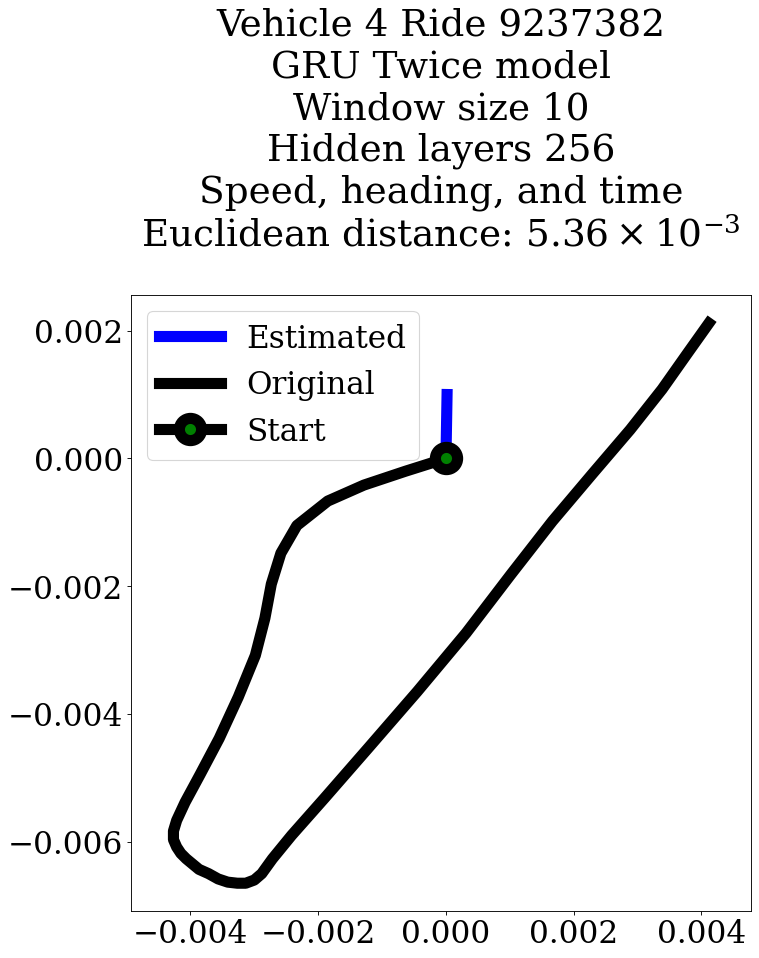 Vehicle 4 Ride 9237382
GRU Twice model
Window size 10
Hidden layers 256
Speed, heading, and time
Euclidean distance: 5.36 × 10⁻³
Estimated
Original
Start
0.002
0.000
−0.002
−0.004
−0.006
−0.004 −0.002 0.000 0.002 0.004